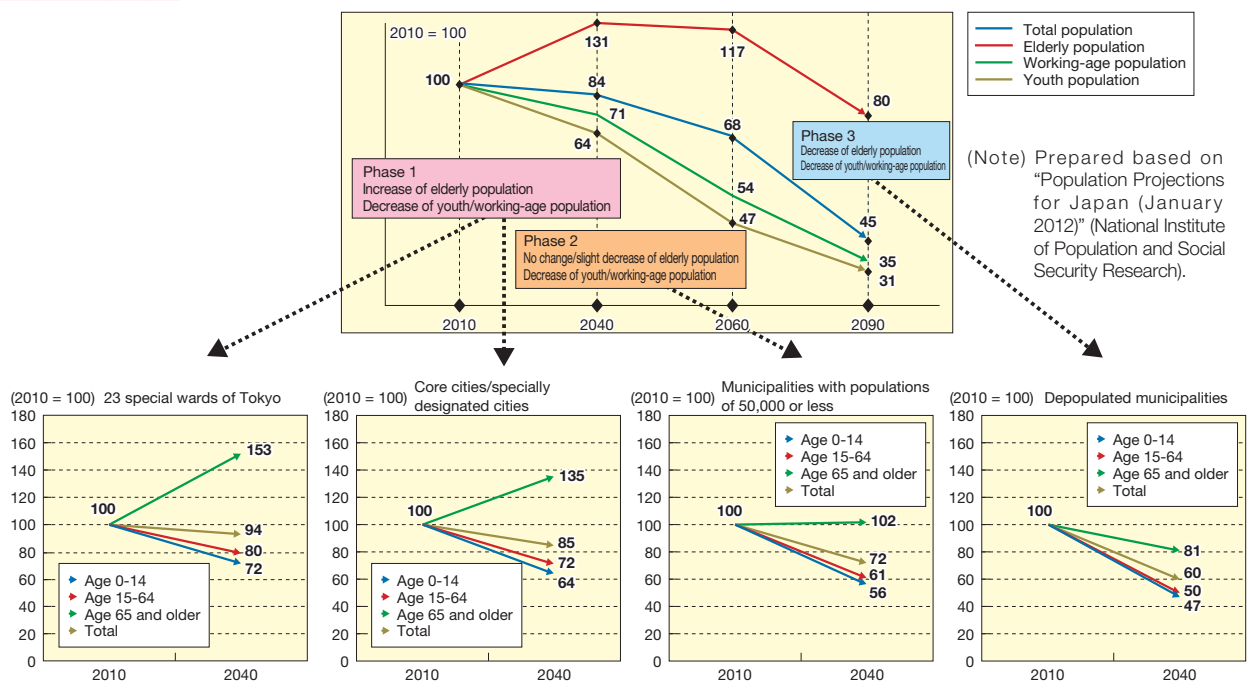 2010 = 100
100
131
117
84
80
71
68
64
54
47
45
35
31
Phase 1
Increase of elderly population
Decrease of youth/working-age population
Phase 2
No change/slight decrease of elderly population
Decrease of youth/working-age population
Phase 3
Decrease of elderly population
Decrease of youth/working-age population
2010
2040
2060
2090
Total population
Elderly population
Working-age population
Youth population
(Note) Prepared based on
“Population Projections
for Japan (January
2012)” (National Institute
of Population and Social
Security Research).
(2010 = 100) 23 special wards of Tokyo
180
160
140
120
100
80
60
40
20
0
100
153
94
80
72
Age 0-14
Age 15-64
Age 65 and older
Total
2010
2040
Core cities/specially
(2010 = 100) designated cities
180
160
140
120
100
80
60
40
20
0
100
135
85
72
64
Age 0-14
Age 15-64
Age 65 and older
Total
2010
2040
Municipalities with populations
(2010 = 100) of 50,000 or less
180
160
140
120
100
80
60
40
20
0
Age 0-14
Age 15-64
Age 65 and older
Total
100
102
72
61
56
2010
2040
(2010 = 100) Depopulated municipalities
180
160
140
120
100
80
60
40
20
0
Age 0-14
Age 15-64
Age 65 and older
Total
100
81
60
50
47
2010
2040